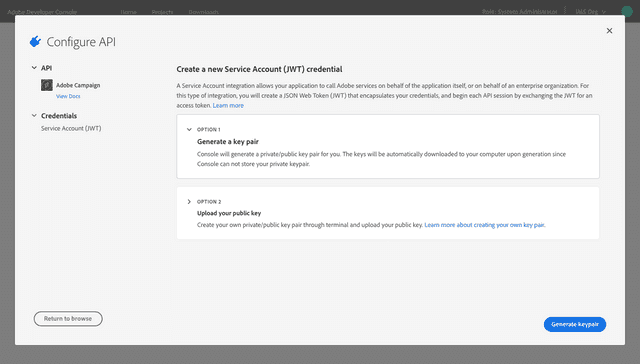 Adobe Developer Console
Home
Projects
Downloads
Configure API
API
Adobe Campaign
View Docs
Credentials
Service Account (JWT)
Create a new Service Account (JWT) credential
A Service Account integration allows your application to call Adobe services on behalf of the application itself, or on behalf of an enterprise organization. For
this type of integration, you will create a JSON Web Token (JWT) that encapsulates your credentials, and begin each API session by exchanging the JWT for an
access token. Learn more
OPTION 1
Generate a key pair
Console will generate a private/public key pair for you. The keys will be automatically downloaded to your computer upon generation since
Console can not store your private keypair.
OPTION 2
Upload your public key
Create your own private/public key pair through terminal and upload your public key. Learn more about creating your own key pair.
Return to browse
Generate keypair